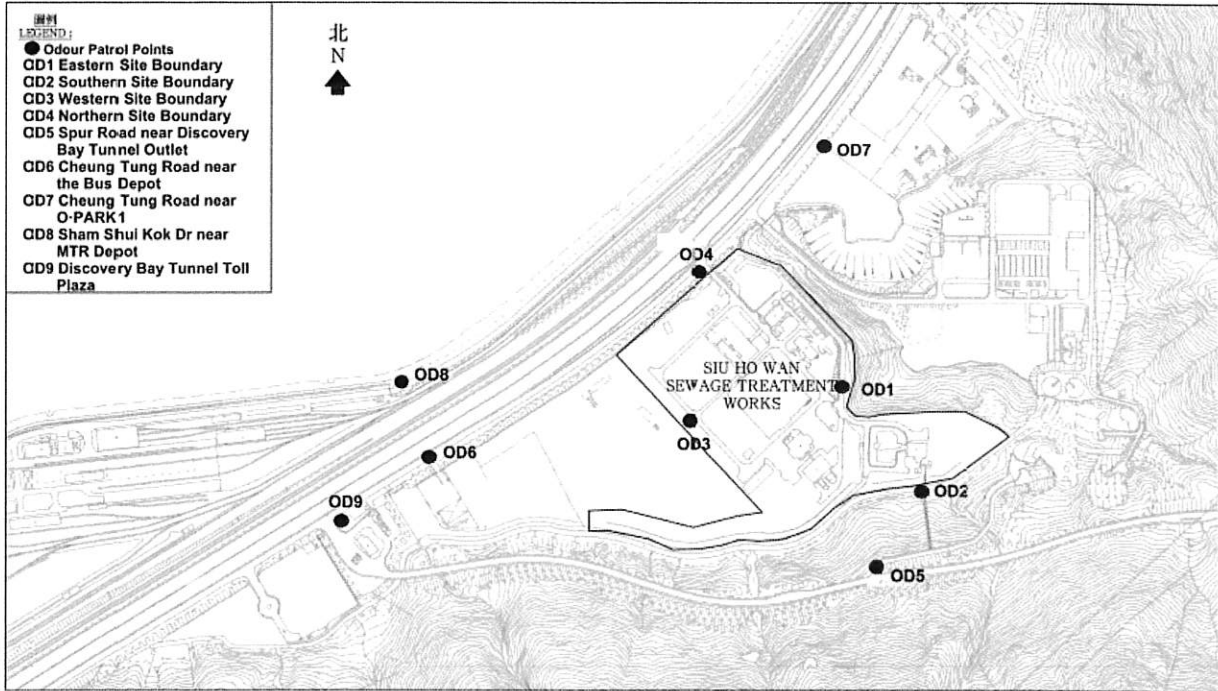 圖例
LEGEND:
Odour Patrol Points
OD1 Eastern Site Boundary
OD2 Southern Site Boundary
OD3 Western Site Boundary
OD4 Northern Site Boundary
OD5 Spur Road near Discovery
Bay Tunnel Outlet
OD6 Cheung Tung Road near
the Bus Depot
OD7 Cheung Tung Road near
O·PARK1
OD8 Sham Shui Kok Dr near
MTR Depot
OD9 Discovery Bay Tunnel Toll
Plaza
北
N
OD7
OD4
OD8
SIU HO WAN
SEWAGE TREATMENT
WORKS
OD1
OD3
OD6
OD2
OD9
OD5